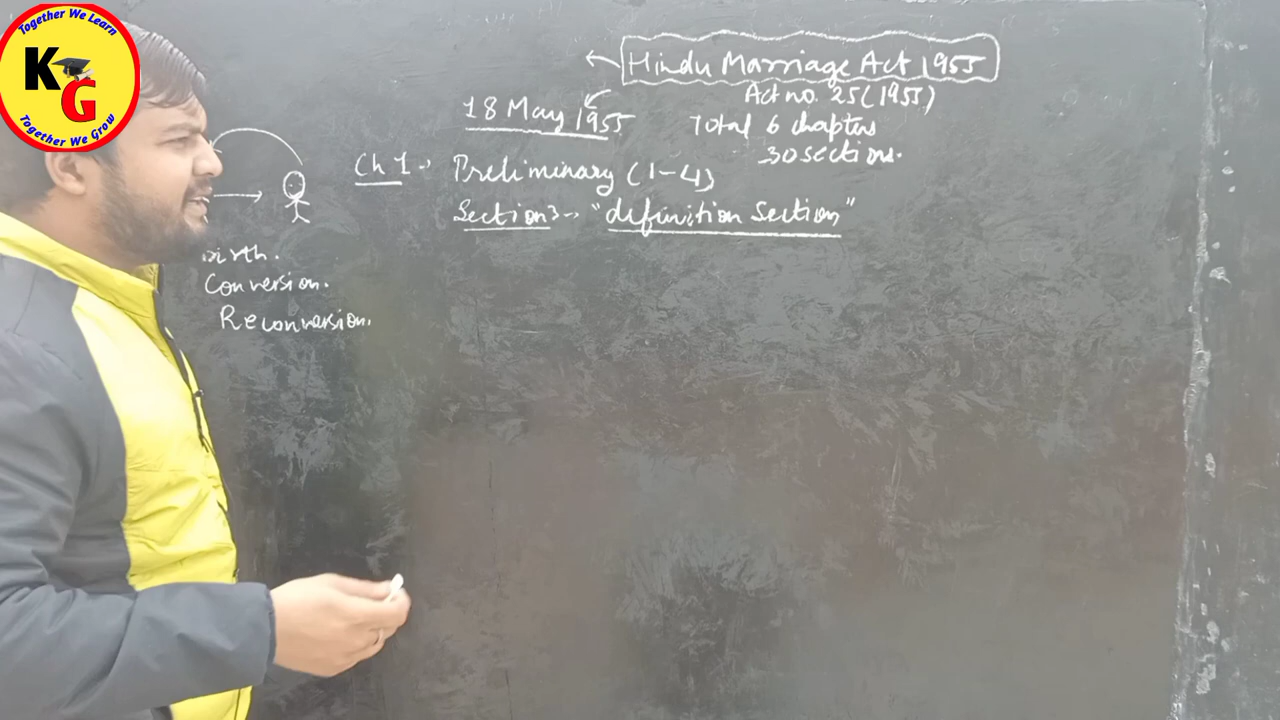 Together We Learn
KG
Together We Grow
Hindu Marriage Act 1955
Act no. 25 (1955)
18 May 1955
Total 6 chapters
30 sections.
Ch 1 :- Preliminary (1-4)
Section 3 :- "definition Section"
Conversion.
Reconversion.